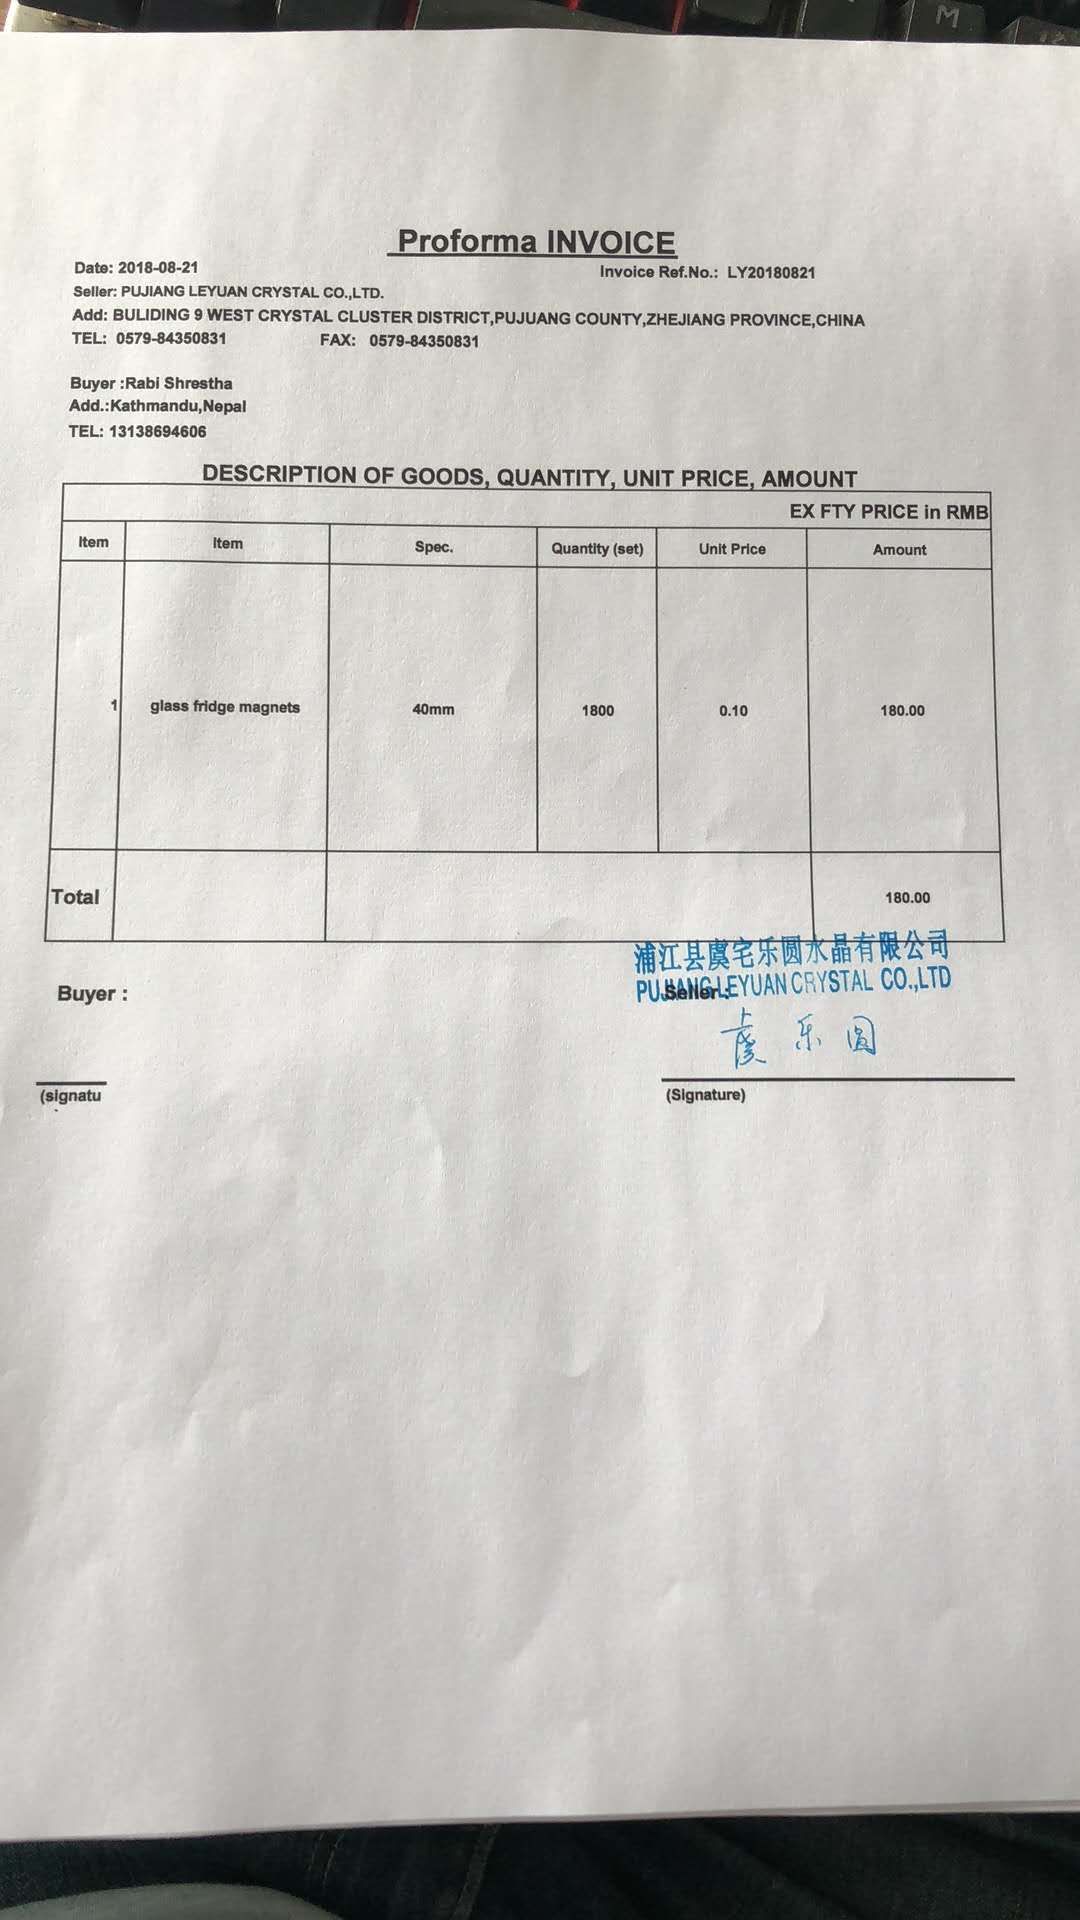 M
Proforma INVOICE
Date: 2018-08-21
Invoice Ref.No.: LY20180821
Seller: PUJIANG LEYUAN CRYSTAL CO.,LTD.
Add: BULIDING 9 WEST CRYSTAL CLUSTER DISTRICT,PUJUANG COUNTY,ZHEJIANG PROVINCE,CHINA
TEL: 0579-84350831 FAX: 0579-84350831
Buyer :Rabi Shrestha
Add.:Kathmandu,Nepal
TEL: 13138694606
DESCRIPTION OF GOODS, QUANTITY, UNIT PRICE, AMOUNT
EX FTY PRICE in RMB
Item Item Spec. Quantity (set) Unit Price Amount
1 glass fridge magnets 40mm 1800 0.10 180.00
Total 180.00
浦江县虞宅乐圆水晶有限公司
PUJIANG LEYUAN CRYSTAL CO.,LTD
Buyer : Seller :
虞乐圆
(signatu (Signature)